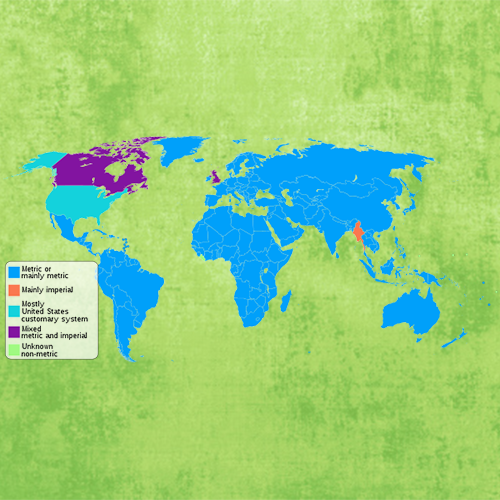 Metric or
mainly metric
Mainly imperial
Mostly
United States
customary system
Mixed
metric and imperial
Unknown
non-metric